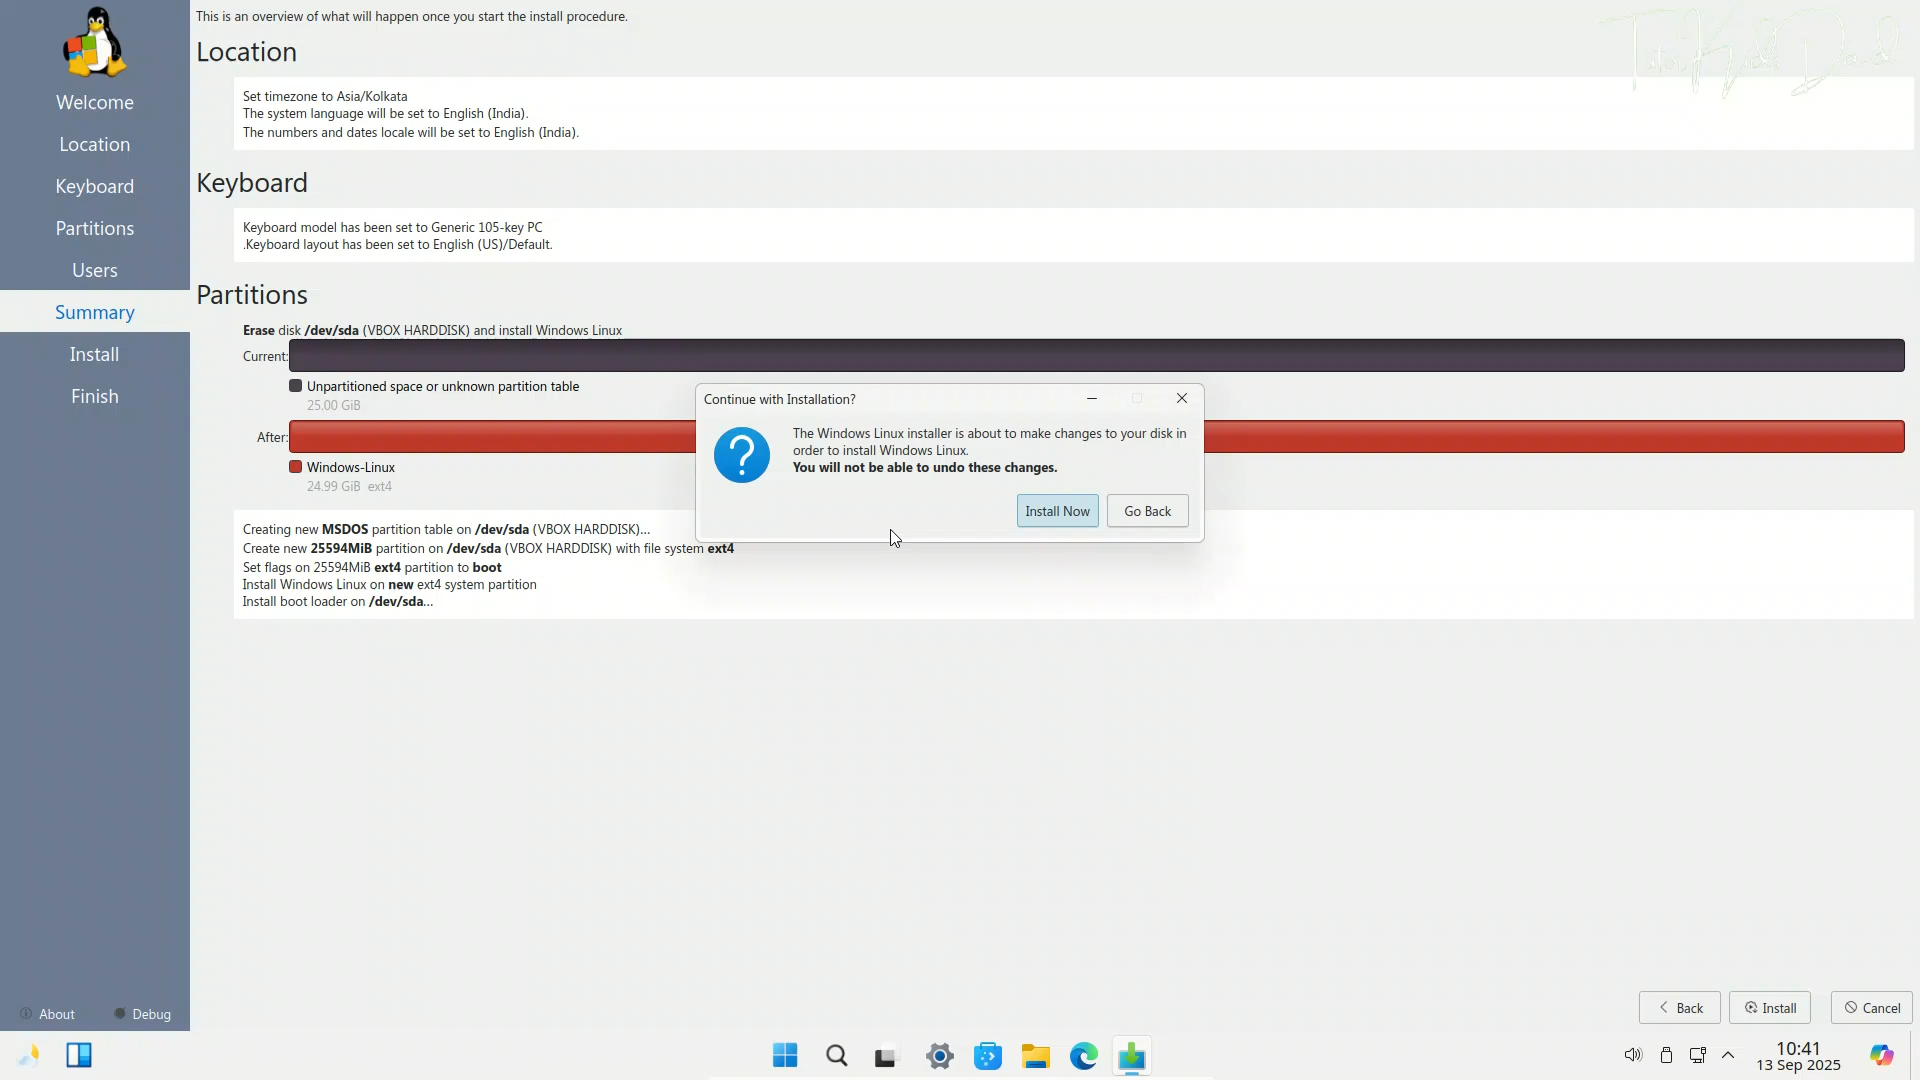 This is an overview of what will happen once you start the install procedure.
Welcome
Location
Keyboard
Partitions
Users
Summary
Install
Finish
About
Debug
Location
Set timezone to Asia/Kolkata
The system language will be set to English (India).
The numbers and dates locale will be set to English (India).
Keyboard
Keyboard model has been set to Generic 105-key PC
.Keyboard layout has been set to English (US)/Default.
Partitions
Erase disk /dev/sda (VBOX HARDDISK) and install Windows Linux
Current:
Unpartitioned space or unknown partition table
25.00 GiB
After:
Windows-Linux
24.99 GiB ext4
Creating new MSDOS partition table on /dev/sda (VBOX HARDDISK)...
Create new 25594MiB partition on /dev/sda (VBOX HARDDISK) with file system ext4
Set flags on 25594MiB ext4 partition to boot
Install Windows Linux on new ext4 system partition
Install boot loader on /dev/sda...
Continue with Installation?
The Windows Linux installer is about to make changes to your disk in
order to install Windows Linux.
You will not be able to undo these changes.
Install Now
Go Back
Back
Install
Cancel
10:41
13 Sep 2025